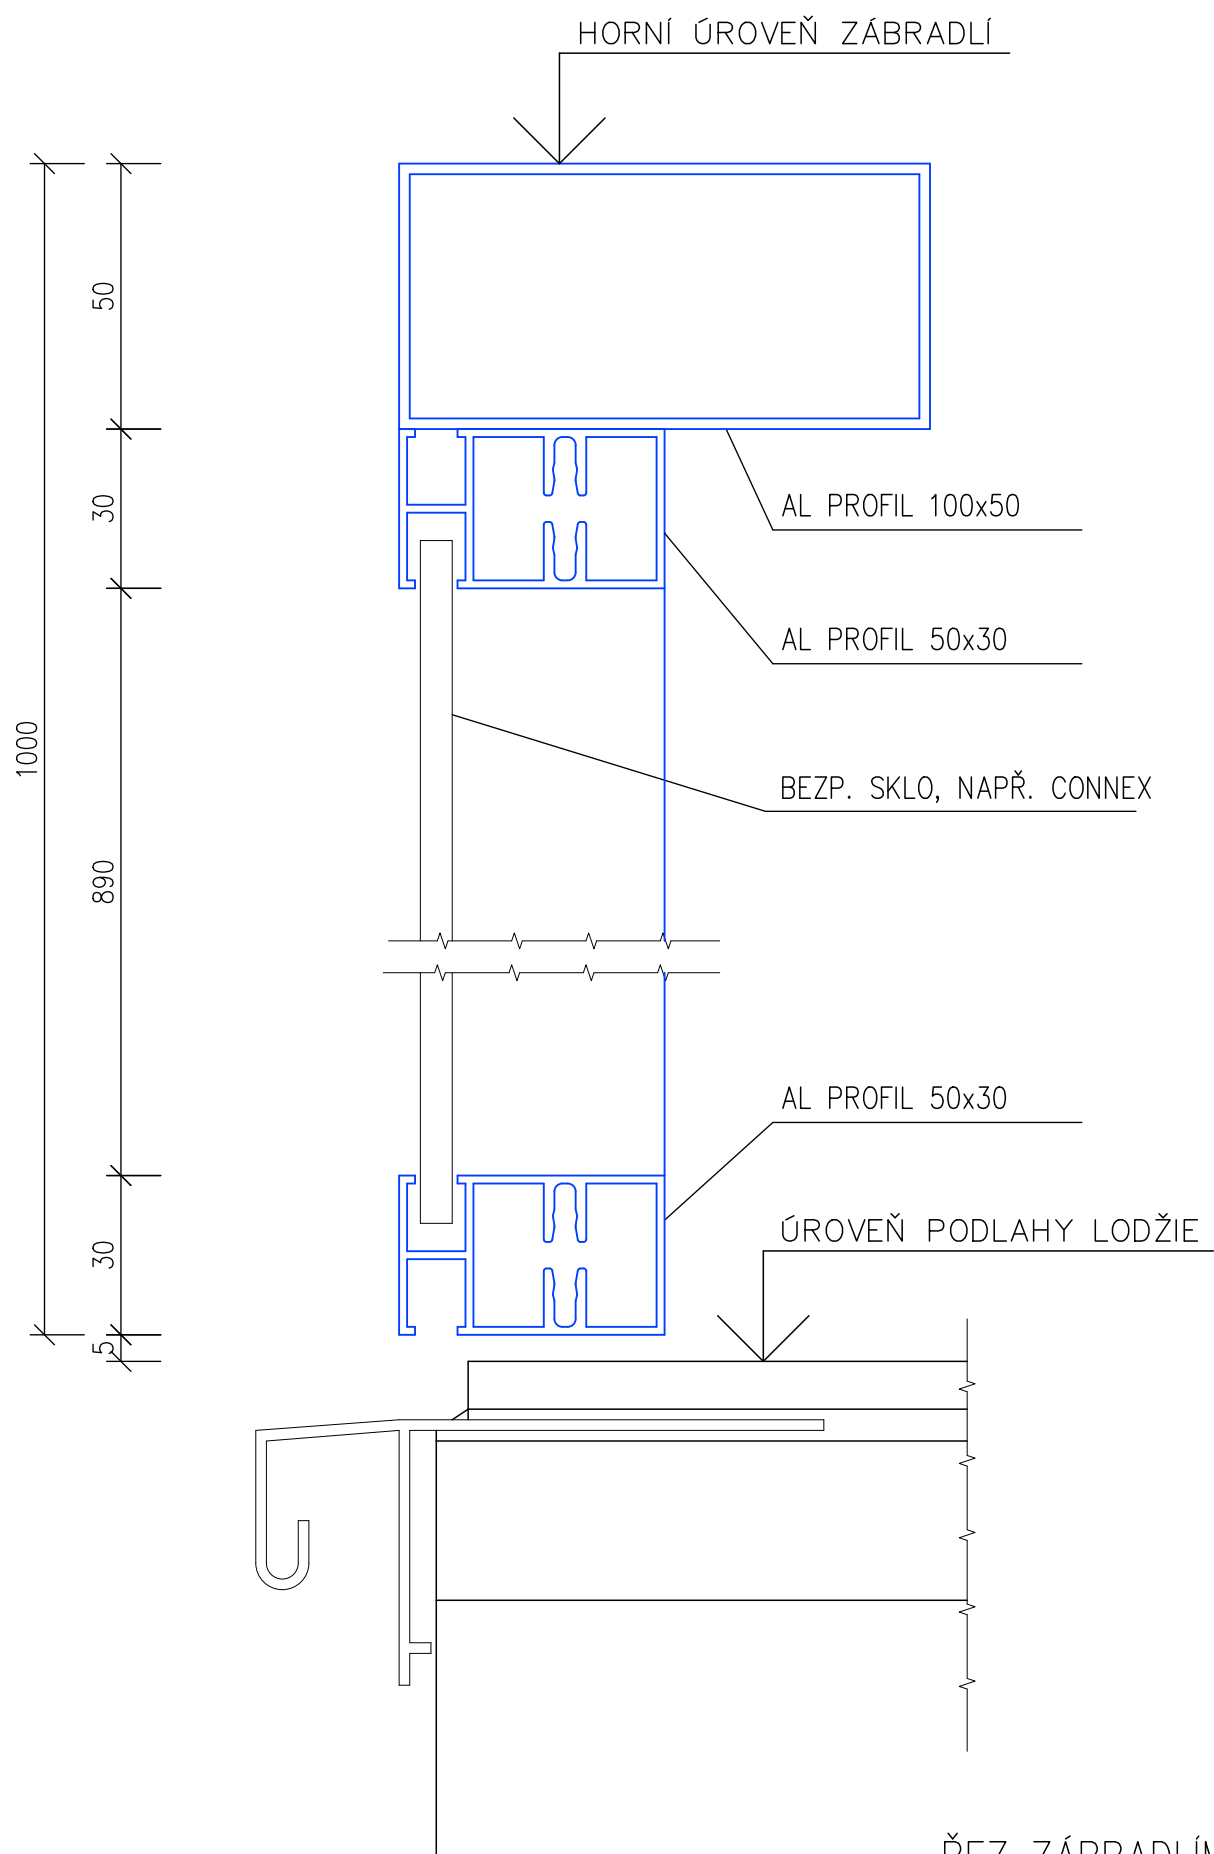 HORNÍ ÚROVEŇ ZÁBRADLÍ
50
30
AL PROFIL 100x50
AL PROFIL 50x30
1000
BEZP. SKLO, NAPŘ. CONNEX
890
AL PROFIL 50x30
ÚROVEŇ PODLAHY LODŽIE
30
5
ŘEZ